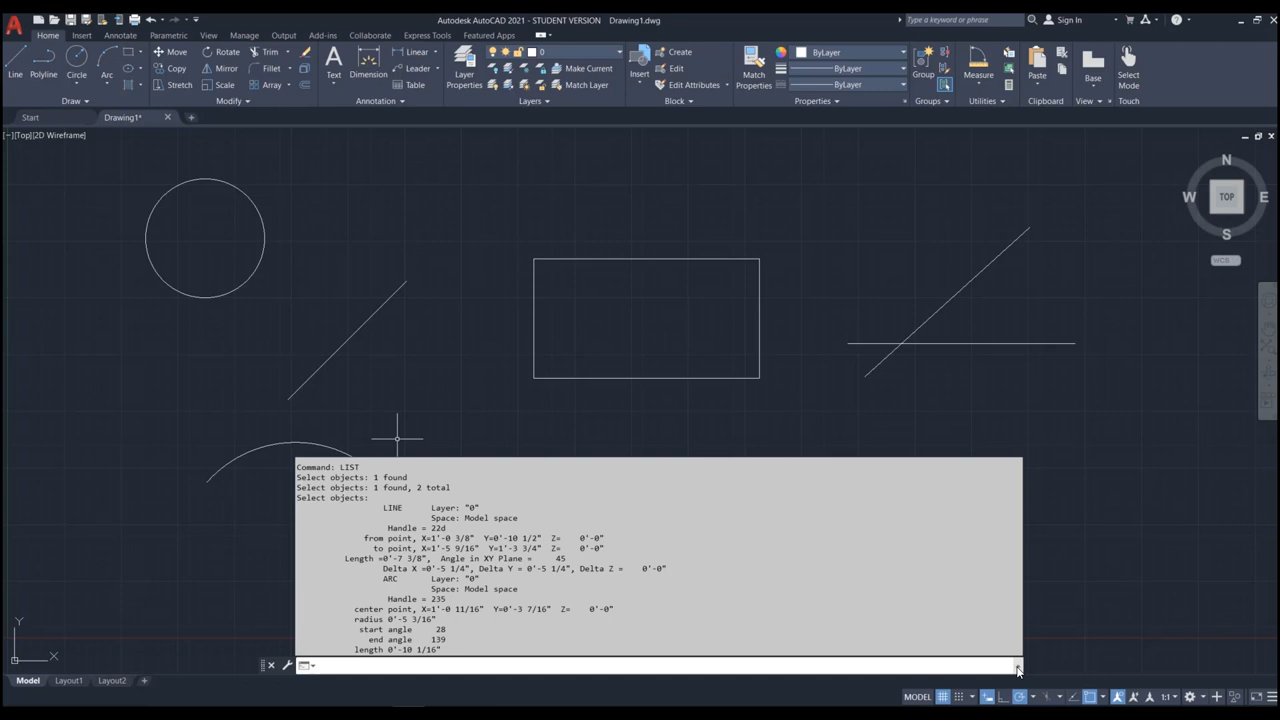 Autodesk AutoCAD 2021 - STUDENT VERSION Drawing1.dwg
Type a keyword or phrase
Sign In
Home Insert Annotate Parametric View Manage Output Add-ins Collaborate Express Tools Featured Apps
Line Polyline Circle Arc
Move Rotate Trim
Copy Mirror Fillet
Stretch Scale Array
Text Dimension
Linear
Leader
Table
Layer Properties
0
Make Current
Match Layer
Insert
Create
Edit
Edit Attributes
Match Properties
ByLayer
ByLayer
ByLayer
Group
Measure
Paste
Base
Select Mode
Draw Modify Annotation Layers Block Properties Groups Utilities Clipboard View Touch
Start Drawing1*
[−][Top][2D Wireframe]
N
W TOP E
S
WCS
Command: LIST
Select objects: 1 found
Select objects: 1 found, 2 total
Select objects:
LINE Layer: "0"
Space: Model space
Handle = 22d
from point, X=1'-0 3/8" Y=0'-10 1/2" Z= 0'-0"
to point, X=1'-5 9/16" Y=1'-3 3/4" Z= 0'-0"
Length =0'-7 3/8", Angle in XY Plane = 45
Delta X =0'-5 1/4", Delta Y = 0'-5 1/4", Delta Z = 0'-0"
ARC Layer: "0"
Space: Model space
Handle = 235
center point, X=1'-0 11/16" Y=0'-3 7/16" Z= 0'-0"
radius 0'-5 3/16"
start angle 28
end angle 139
length 0'-10 1/16"
Y
X
Model Layout1 Layout2
MODEL 1:1